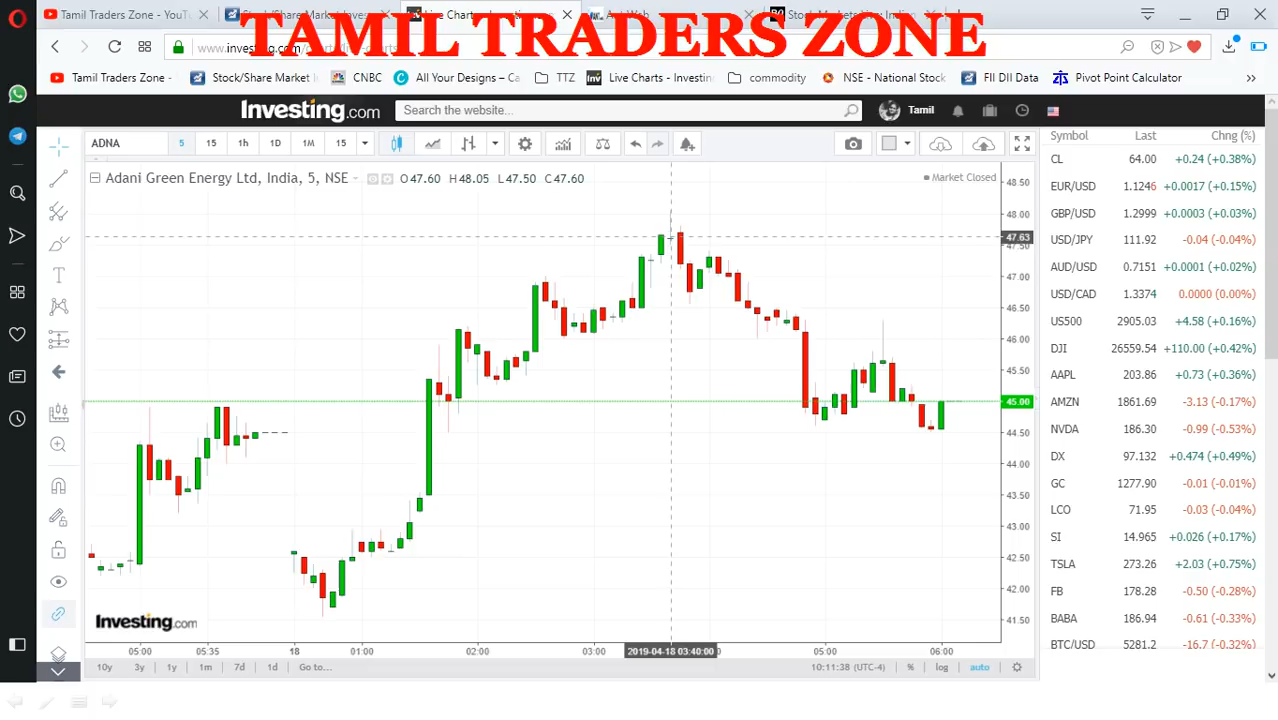 TAMIL TRADERS ZONE
Tamil Traders Zone - YouT
www.investing.com
Tamil Traders Zone -
Stock/Share Market
CNBC
All Your Designs – Ca
TTZ
Live Charts - Investin
commodity
NSE - National Stock
FII DII Data
Pivot Point Calculator
Investing.com
Search the website...
Tamil
ADNA
5
15
1h
1D
1M
15
Symbol Last Chng (%)
CL 64.00 +0.24 (+0.38%)
EUR/USD 1.1246 +0.0017 (+0.15%)
GBP/USD 1.2999 +0.0003 (+0.03%)
USD/JPY 111.92 -0.04 (-0.04%)
AUD/USD 0.7151 +0.0001 (+0.02%)
USD/CAD 1.3374 0.0000 (0.00%)
US500 2905.03 +4.58 (+0.16%)
DJI 26559.54 +110.00 (+0.42%)
AAPL 203.86 +0.73 (+0.36%)
AMZN 1861.69 -3.13 (-0.17%)
NVDA 186.30 -0.99 (-0.53%)
DX 97.132 +0.474 (+0.49%)
GC 1277.90 -0.01 (-0.01%)
LCO 71.95 -0.03 (-0.04%)
SI 14.965 +0.026 (+0.17%)
TSLA 273.26 +2.03 (+0.75%)
FB 178.28 -0.50 (-0.28%)
BABA 186.94 -0.61 (-0.33%)
BTC/USD 5281.2 -16.7 (-0.32%)
Adani Green Energy Ltd, India, 5, NSE
O47.60 H48.05 L47.50 C47.60
Market Closed
48.50
48.00
47.63
47.50
47.00
46.50
46.00
45.50
45.00
44.50
44.00
43.50
43.00
42.50
42.00
41.50
Investing.com
05:00 05:35 18 01:00 02:00 03:00 2019-04-18 03:40:00 05:00 06:00
10y 3y 1y 1m 7d 1d Go to... 10:11:38 (UTC-4) % log auto